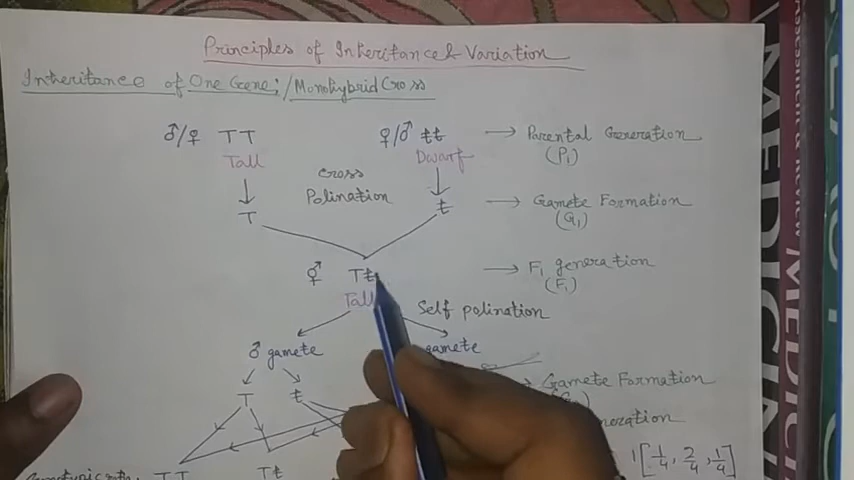 Principles of Inheritance & Variation
Inheritance of One Gene:/Monohybrid Cross
♂/♀ TT ♀/♂ tt → Parental Generation
Tall Dwarf (P₁)
Cross
Polination
T t → Gamete Formation
(G₁)
⚥ Tt → F₁ generation
Tall (F₁)
Self polination
♂ gamete gamete
Gamete Formation
T t
TT Tt
1 [1/4, 2/4, 1/4]
MEDICIN
MEDIC